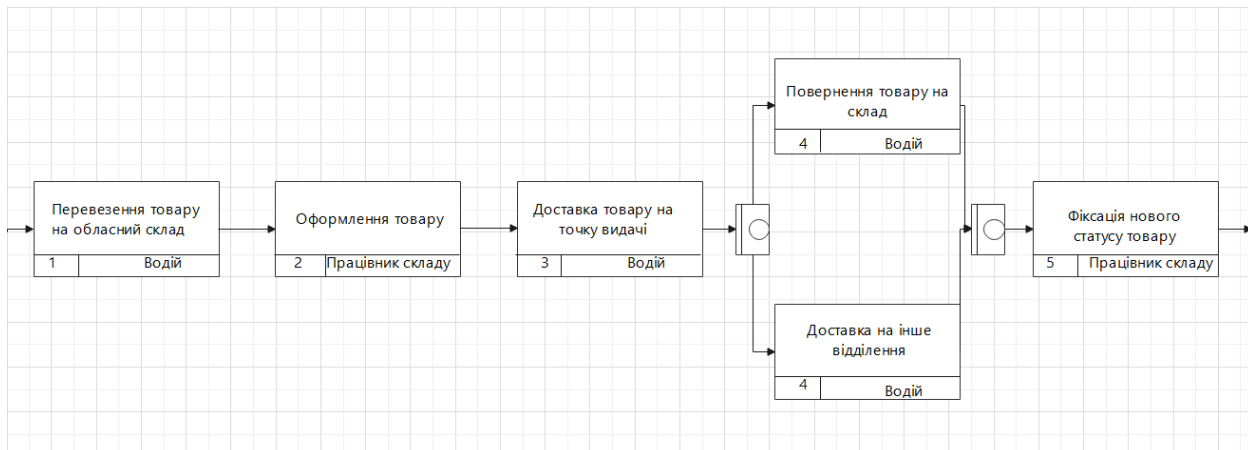 Перевезення товару
на обласний склад
1 Водій
Оформлення товару
2 Працівник складу
Доставка товару на
точку видачі
3 Водій
Повернення товару на
склад
4 Водій
Доставка на інше
відділення
4 Водій
Фіксація нового
статусу товару
5 Працівник складу